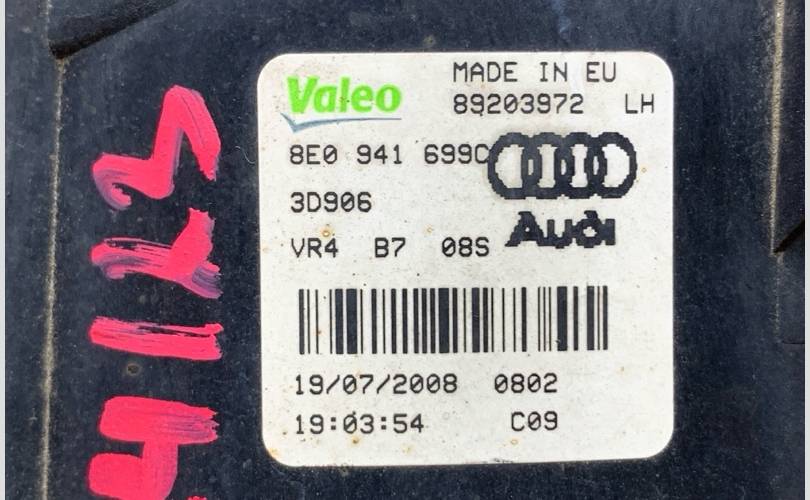 Valeo
MADE IN EU
89203972 LH
8E0 941 699C
3D906
Audi
VR4 B7 08S
19/07/2008 0802
19:03:54 C09